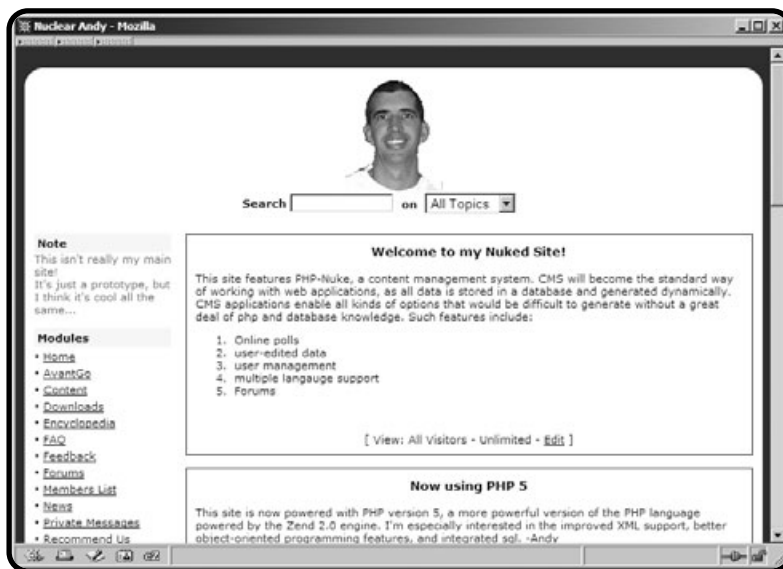 Nuclear Andy - Mozilla
Search on All Topics
Note
This isn't really my main
site!
It's just a prototype, but
I think it's cool all the
same...
Modules
• Home
• AvantGo
• Content
• Downloads
• Encyclopedia
• FAQ
• Feedback
• Forums
• Members List
• News
• Private Messages
• Recommend Us
Welcome to my Nuked Site!
This site features PHP-Nuke, a content management system. CMS will become the standard way
of working with web applications, as all data is stored in a database and generated dynamically.
CMS applications enable all kinds of options that would be difficult to generate without a great
deal of php and database knowledge. Such features include:
1. Online polls
2. user-edited data
3. user management
4. multiple langauge support
5. Forums
[ View: All Visitors - Unlimited - Edit ]
Now using PHP 5
This site is now powered with PHP version 5, a more powerful version of the PHP language
powered by the Zend 2.0 engine. I'm especially interested in the improved XML support, better
object-oriented programming features, and integrated sql. -Andy